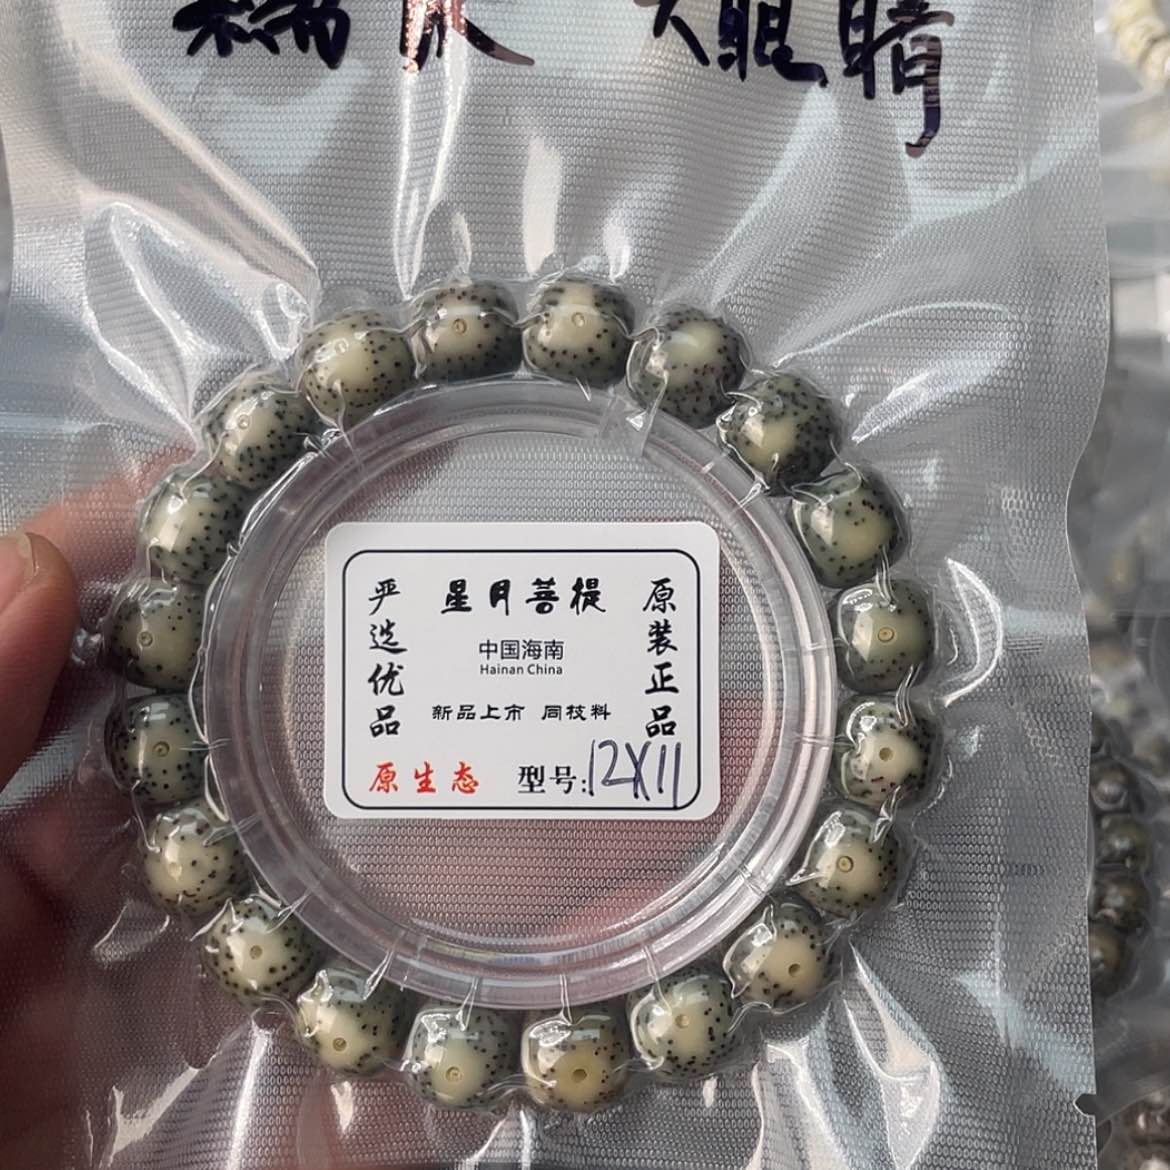 大眼睛
星月菩提
中国海南
Hainan China
新品上市 同枝料
原生态 型号:12X11
严选优品
原装正品